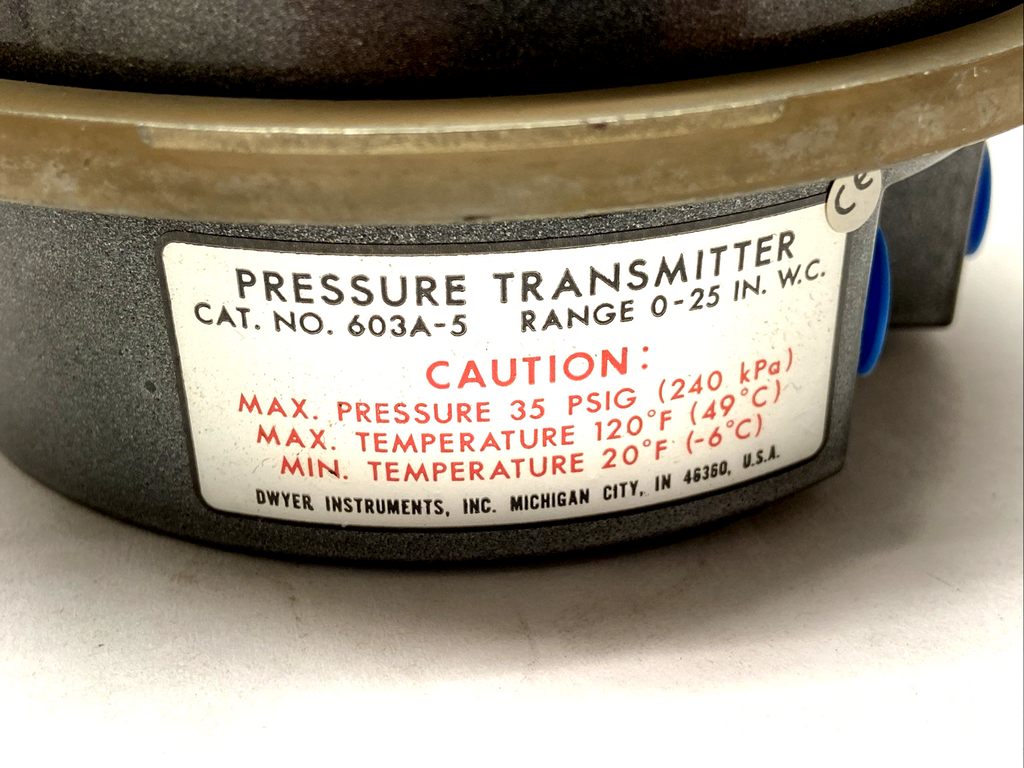 CE
PRESSURE TRANSMITTER
CAT. NO. 603A-5 RANGE 0-25 IN. W.C.
CAUTION:
MAX. PRESSURE 35 PSIG (240 kPa)
MAX. TEMPERATURE 120°F (49°C)
MIN. TEMPERATURE 20°F (-6°C)
DWYER INSTRUMENTS, INC. MICHIGAN CITY, IN 46360, U.S.A.